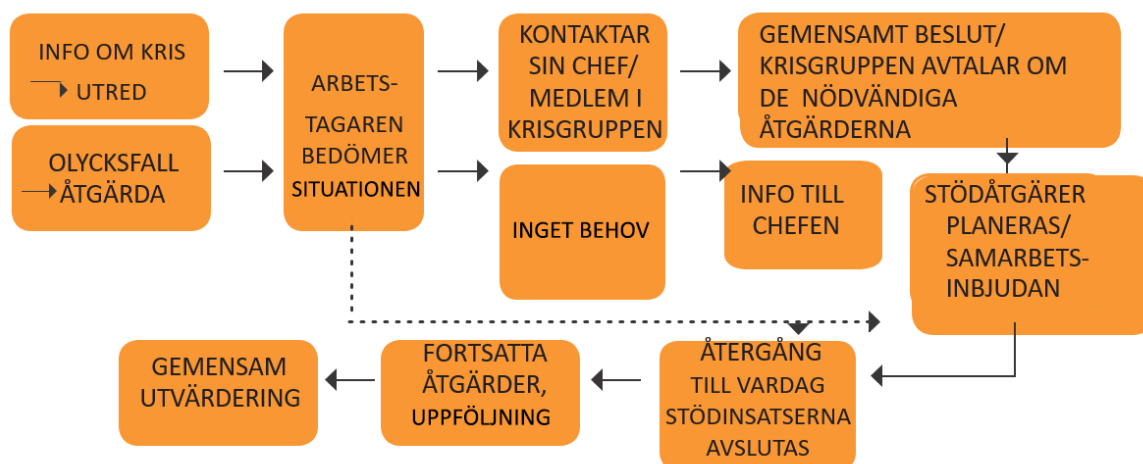 INFO OM KRIS
UTRED
OLYCKSFALL
ÅTGÄRDA
ARBETS-
TAGAREN
BEDÖMER
SITUATIONEN
KONTAKTAR
SIN CHEF/
MEDLEM I
KRISGRUPPEN
INGET BEHOV
GEMENSAMT BESLUT/
KRISGRUPPEN AVTALAR OM
DE NÖDVÄNDIGA
ÅTGÄRDERNA
INFO TILL
CHEFEN
STÖDÅTGÄRER
PLANERAS/
SAMARBETS-
INBJUDAN
ÅTERGÅNG
TILL VARDAG
STÖDINSATSERNA
AVSLUTAS
FORTSATTA
ÅTGÄRDER,
UPPFÖLJNING
GEMENSAM
UTVÄRDERING